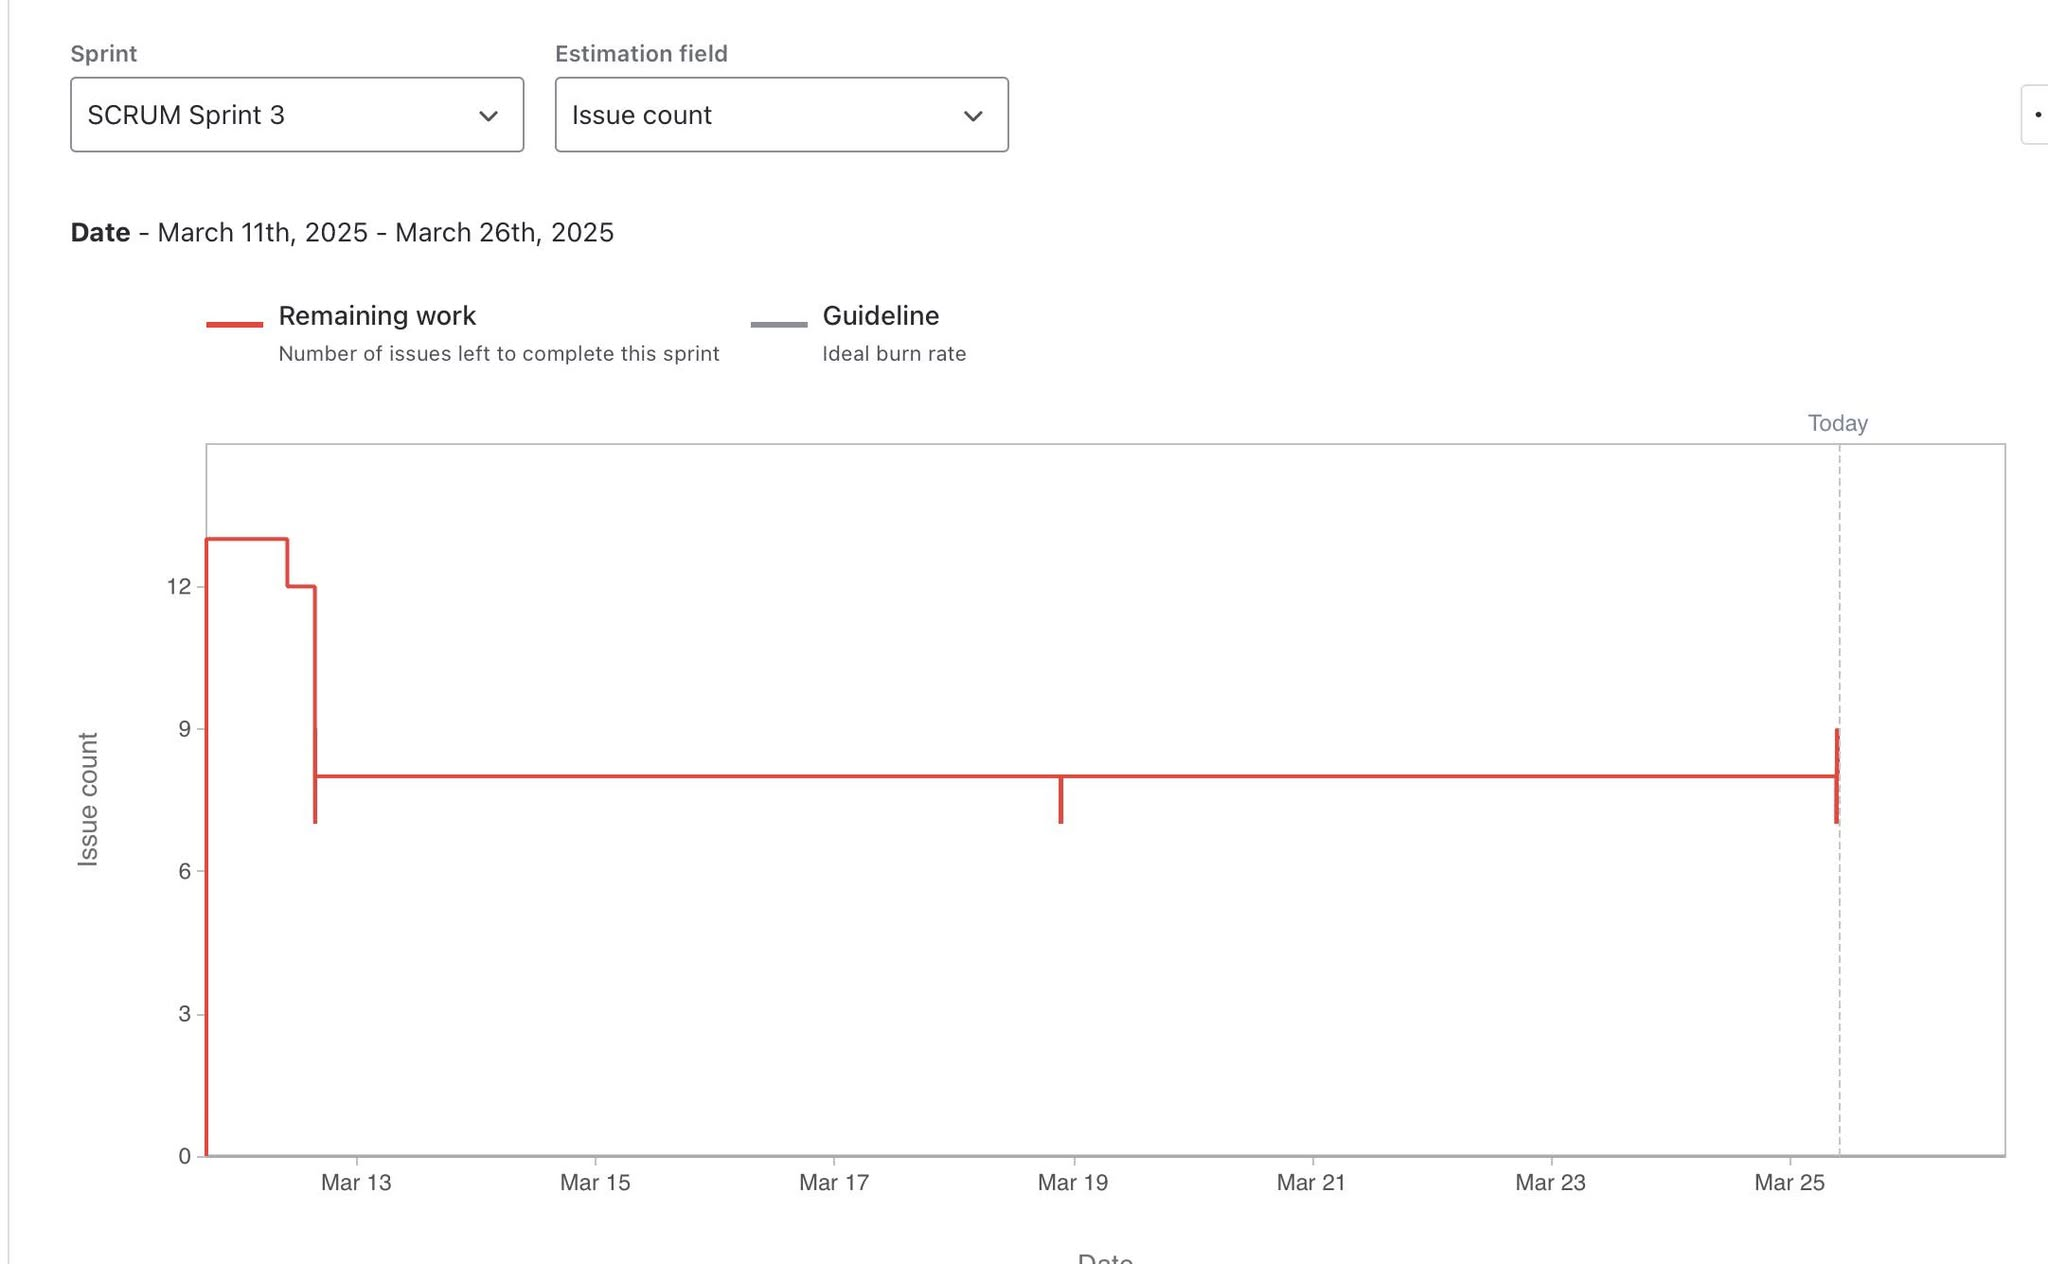 Sprint
Estimation field
SCRUM Sprint 3
Issue count
Date - March 11th, 2025 - March 26th, 2025
Remaining work
Number of issues left to complete this sprint
Guideline
Ideal burn rate
Today
12
9
6
3
0
Issue count
Mar 13
Mar 15
Mar 17
Mar 19
Mar 21
Mar 23
Mar 25
Date